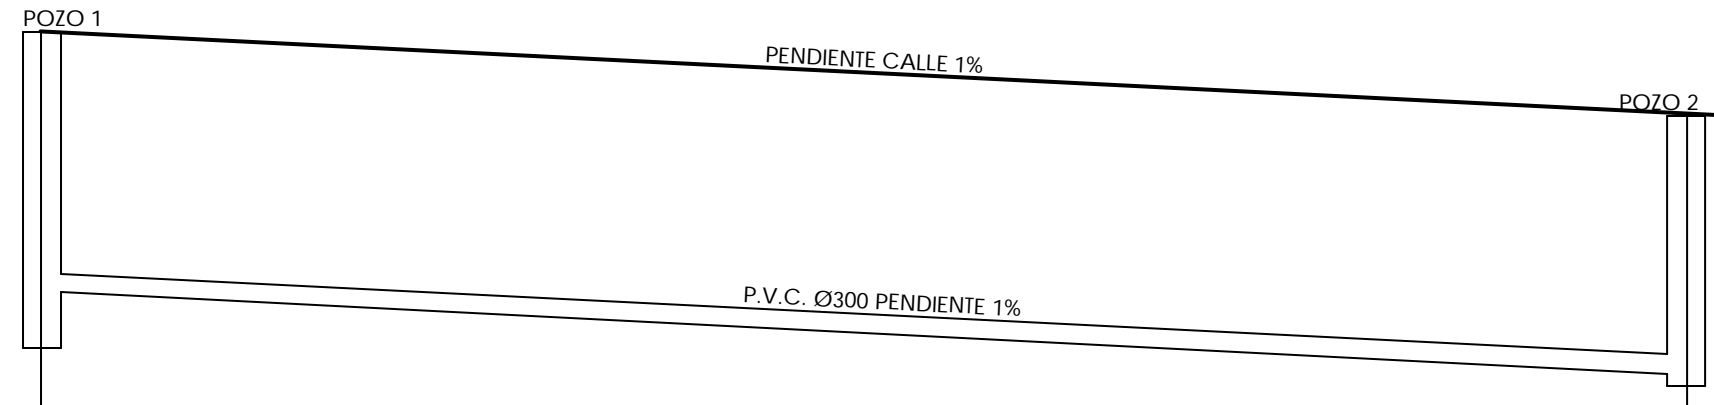 POZO 1
PENDIENTE CALLE 1%
POZO 2
P.V.C. Ø300 PENDIENTE 1%